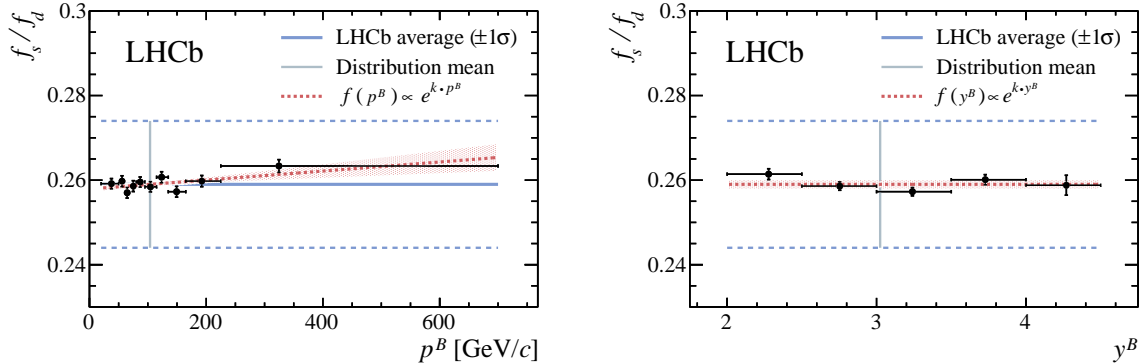 f_s / f_d
0.3
0.28
0.26
0.24
LHCb
LHCb average (±1σ)
Distribution mean
f(p^B) ∝ e^{k·p^B}
0 200 400 600
p^B [GeV/c]
f_s / f_d
0.3
0.28
0.26
0.24
LHCb
LHCb average (±1σ)
Distribution mean
f(y^B) ∝ e^{k·y^B}
2 3 4
y^B